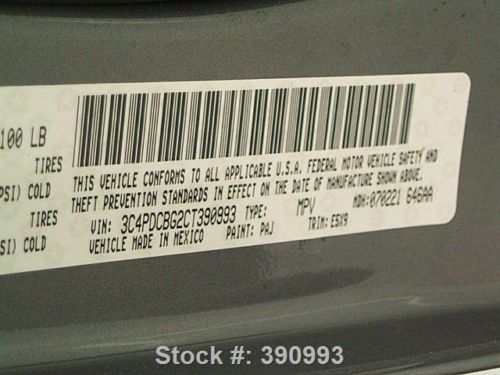 100 LB
TIRES
PSI) COLD
TIRES
SI) COLD
THIS VEHICLE CONFORMS TO ALL APPLICABLE U.S.A. FEDERAL MOTOR VEHICLE SAFETY AND
THEFT PREVENTION STANDARDS IN EFFECT ON THE DATE OF MANUFACTURE SHOWN ABOVE.
VIN: 3C4PDCBG2CT390993 TYPE: MPV MDH: 070221 646AA
VEHICLE MADE IN MEXICO PAINT: PAJ TRIM: E5X9
Stock #: 390993